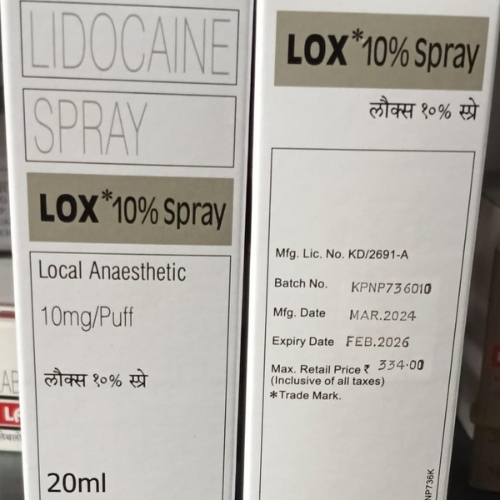 LIDOCAINE
SPRAY
LOX*10% Spray
Local Anaesthetic
10mg/Puff
लौक्स १०% स्प्रे
20ml
LOX*10% Spray
लौक्स १०% स्प्रे
Mfg. Lic. No. KD/2691-A
Batch No. KPNP736010
Mfg. Date MAR.2024
Expiry Date FEB.2026
Max. Retail Price ₹ 334.00
(Inclusive of all taxes)
*Trade Mark.
NP736K